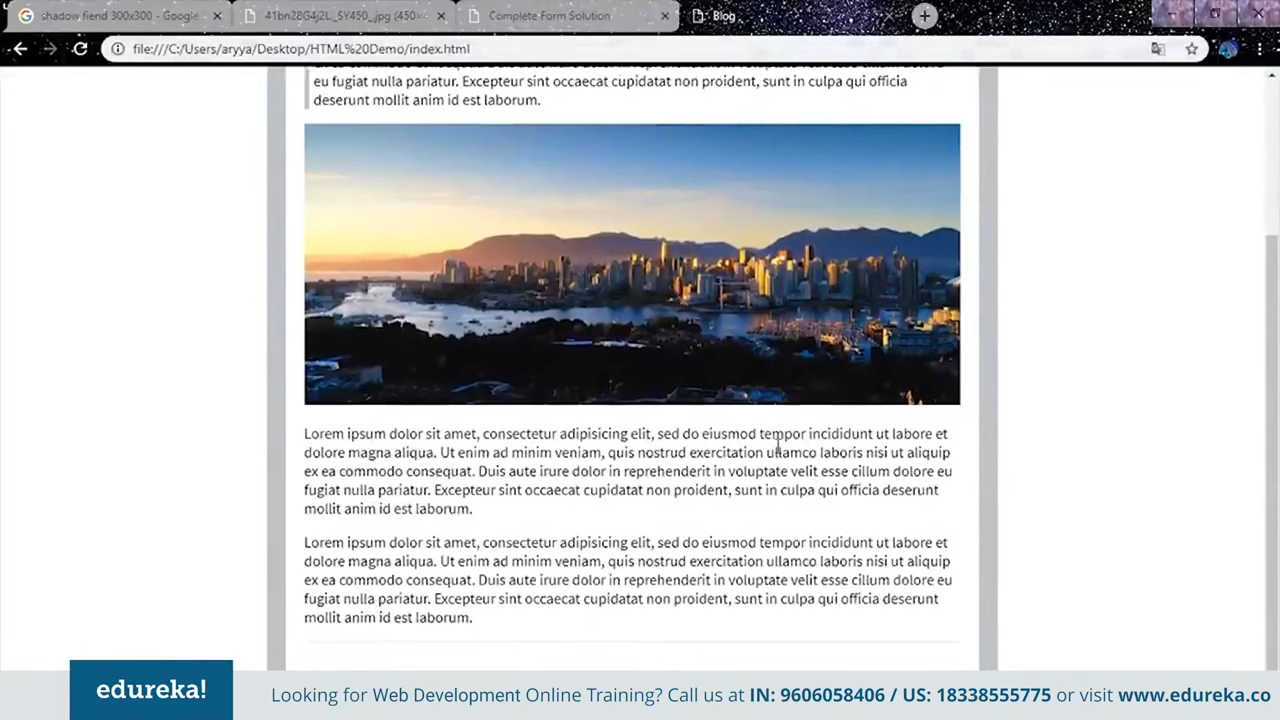 shadow fiend 300x300 - Google
41bn28G4j2L_SY450_.jpg (450×
Complete Form Solution
Blog
file:///C:/Users/aryya/Desktop/HTML%20Demo/index.html
eu fugiat nulla pariatur. Excepteur sint occaecat cupidatat non proident, sunt in culpa qui officia
deserunt mollit anim id est laborum.
Lorem ipsum dolor sit amet, consectetur adipisicing elit, sed do eiusmod tempor incididunt ut labore et
dolore magna aliqua. Ut enim ad minim veniam, quis nostrud exercitation ullamco laboris nisi ut aliquip
ex ea commodo consequat. Duis aute irure dolor in reprehenderit in voluptate velit esse cillum dolore eu
fugiat nulla pariatur. Excepteur sint occaecat cupidatat non proident, sunt in culpa qui officia deserunt
mollit anim id est laborum.
Lorem ipsum dolor sit amet, consectetur adipisicing elit, sed do eiusmod tempor incididunt ut labore et
dolore magna aliqua. Ut enim ad minim veniam, quis nostrud exercitation ullamco laboris nisi ut aliquip
ex ea commodo consequat. Duis aute irure dolor in reprehenderit in voluptate velit esse cillum dolore eu
fugiat nulla pariatur. Excepteur sint occaecat cupidatat non proident, sunt in culpa qui officia deserunt
mollit anim id est laborum.
edureka!
Looking for Web Development Online Training? Call us at IN: 9606058406 / US: 18338555775 or visit www.edureka.co